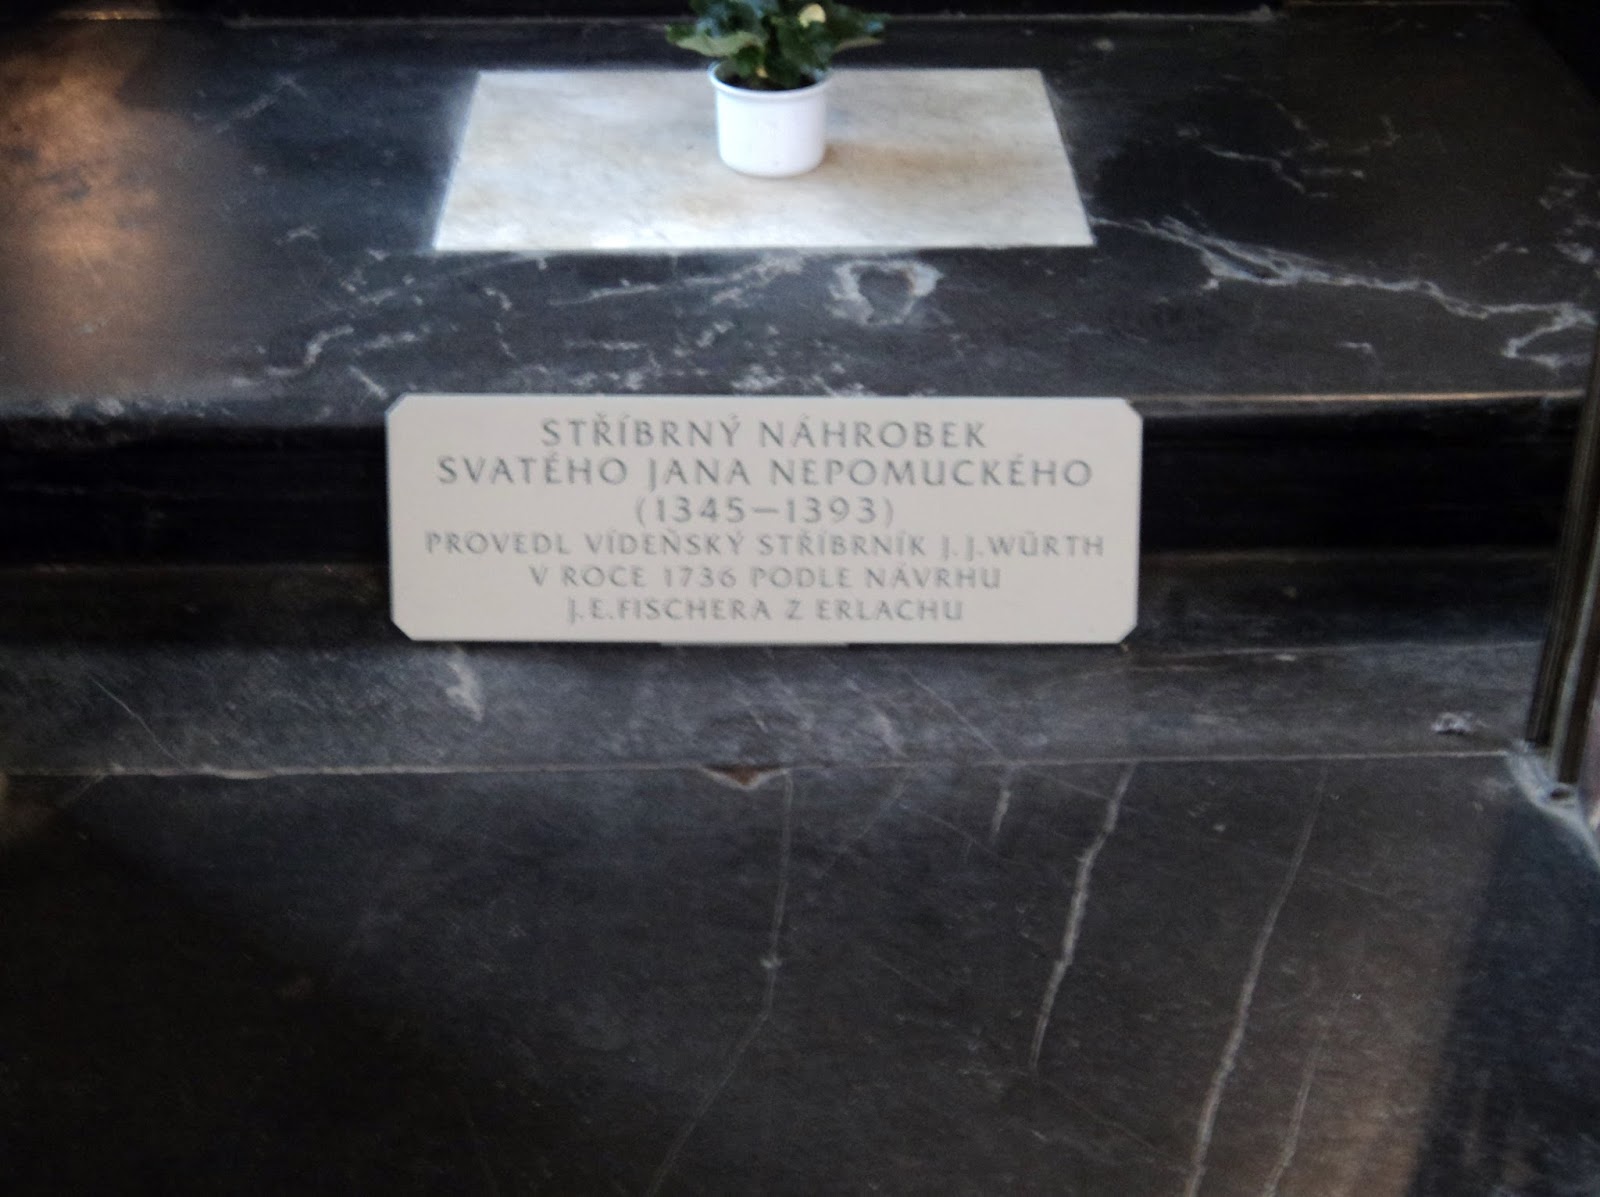 STŘÍBRNÝ NÁHROBEK
SVATÉHO JANA NEPOMUCKÉHO
(1345–1393)
PROVEDL VÍDEŇSKÝ STŘÍBRNÍK J. J. WÜRTH
V ROCE 1736 PODLE NÁVRHU
J. E. FISCHERA Z ERLACHU